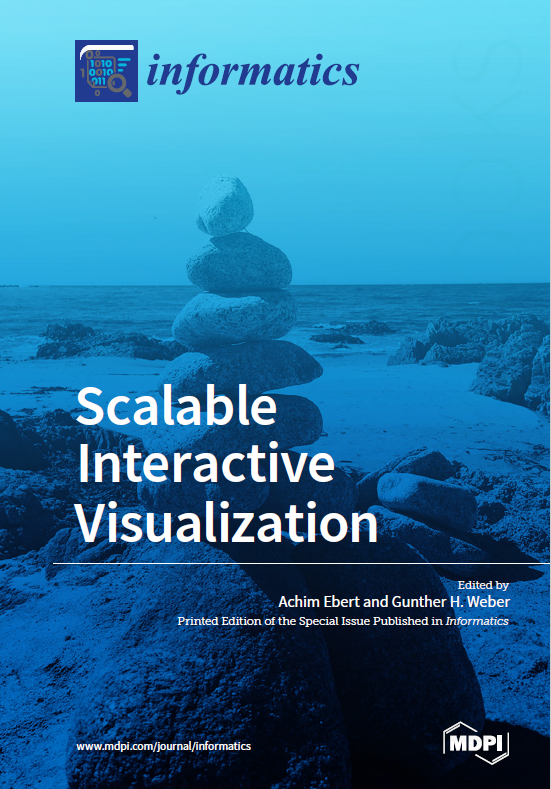 informatics
Scalable
Interactive
Visualization
Edited by
Achim Ebert and Gunther H. Weber
Printed Edition of the Special Issue Published in Informatics
www.mdpi.com/journal/informatics
MDPI